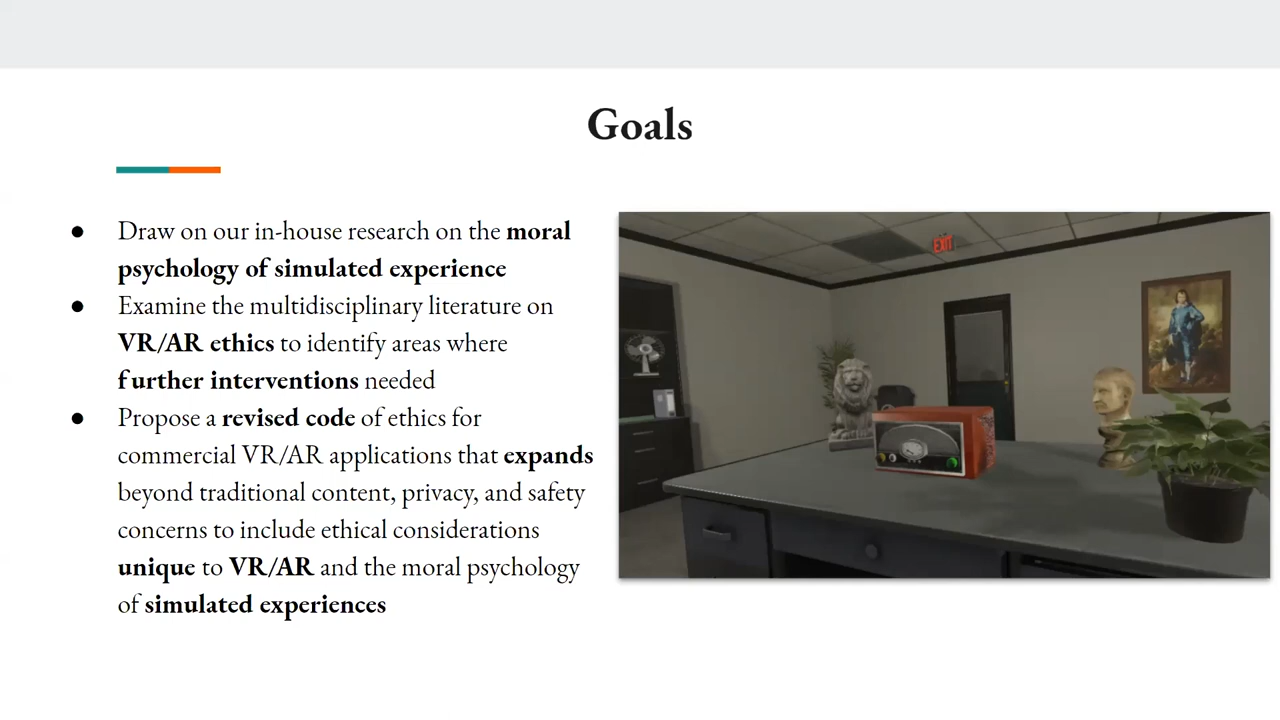 Goals
● Draw on our in-house research on the moral
psychology of simulated experience
● Examine the multidisciplinary literature on
VR/AR ethics to identify areas where
further interventions needed
● Propose a revised code of ethics for
commercial VR/AR applications that expands
beyond traditional content, privacy, and safety
concerns to include ethical considerations
unique to VR/AR and the moral psychology
of simulated experiences
EXIT